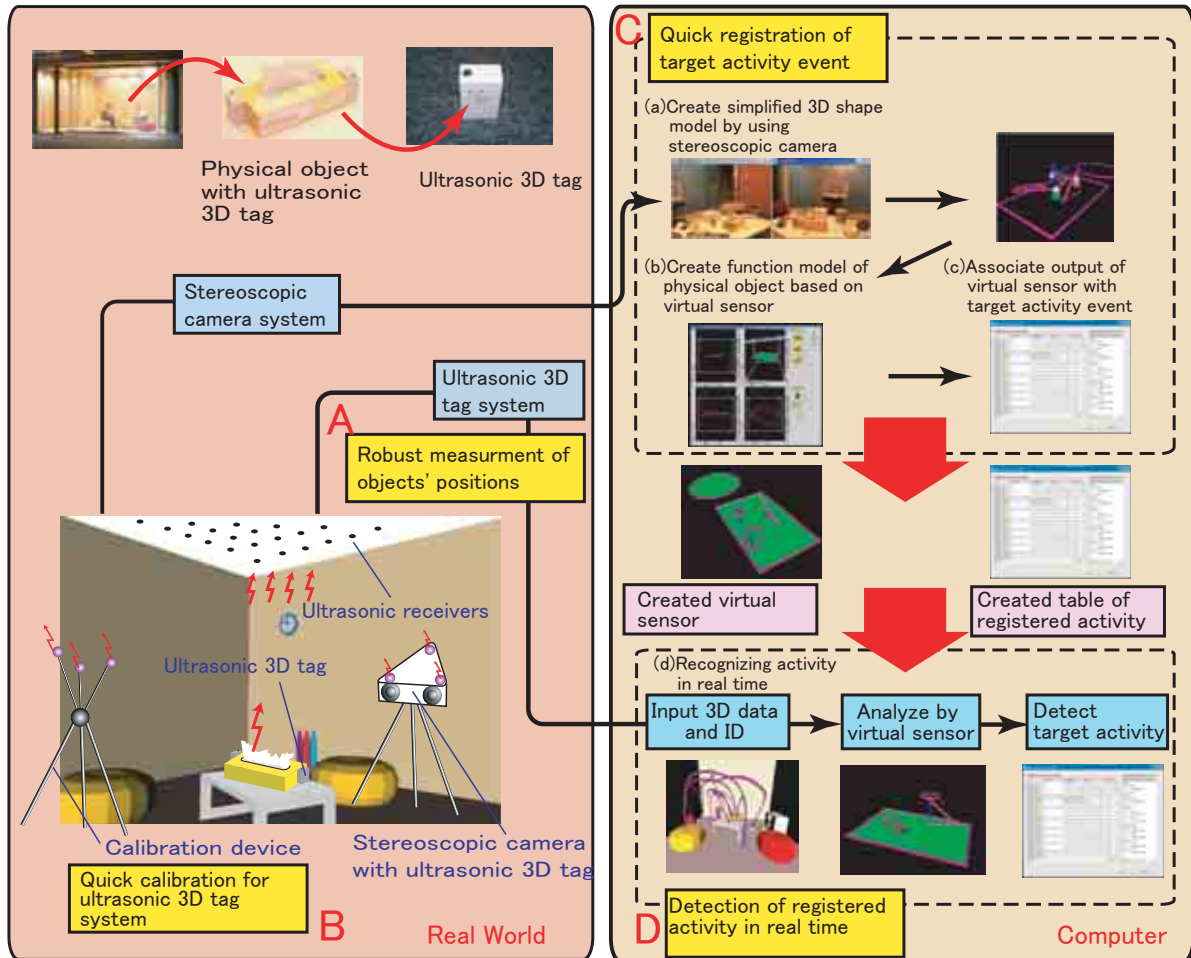 Physical object
with ultrasonic
3D tag
Ultrasonic 3D tag
Stereoscopic
camera system
Ultrasonic 3D
tag system
A
Robust measurment of
objects' positions
Ultrasonic receivers
Ultrasonic 3D tag
Calibration device
Stereoscopic camera
with ultrasonic 3D tag
Quick calibration for
ultrasonic 3D tag
system
B
Real World
C
Quick registration of
target activity event
(a)Create simplified 3D shape
model by using
stereoscopic camera
(b)Create function model of
physical object based on
virtual sensor
(c)Associate output of
virtual sensor with
target activity event
Created virtual
sensor
Created table of
registered activity
(d)Recognizing activity
in real time
Input 3D data
and ID
Analyze by
virtual sensor
Detect
target activity
D
Detection of registered
activity in real time
Computer